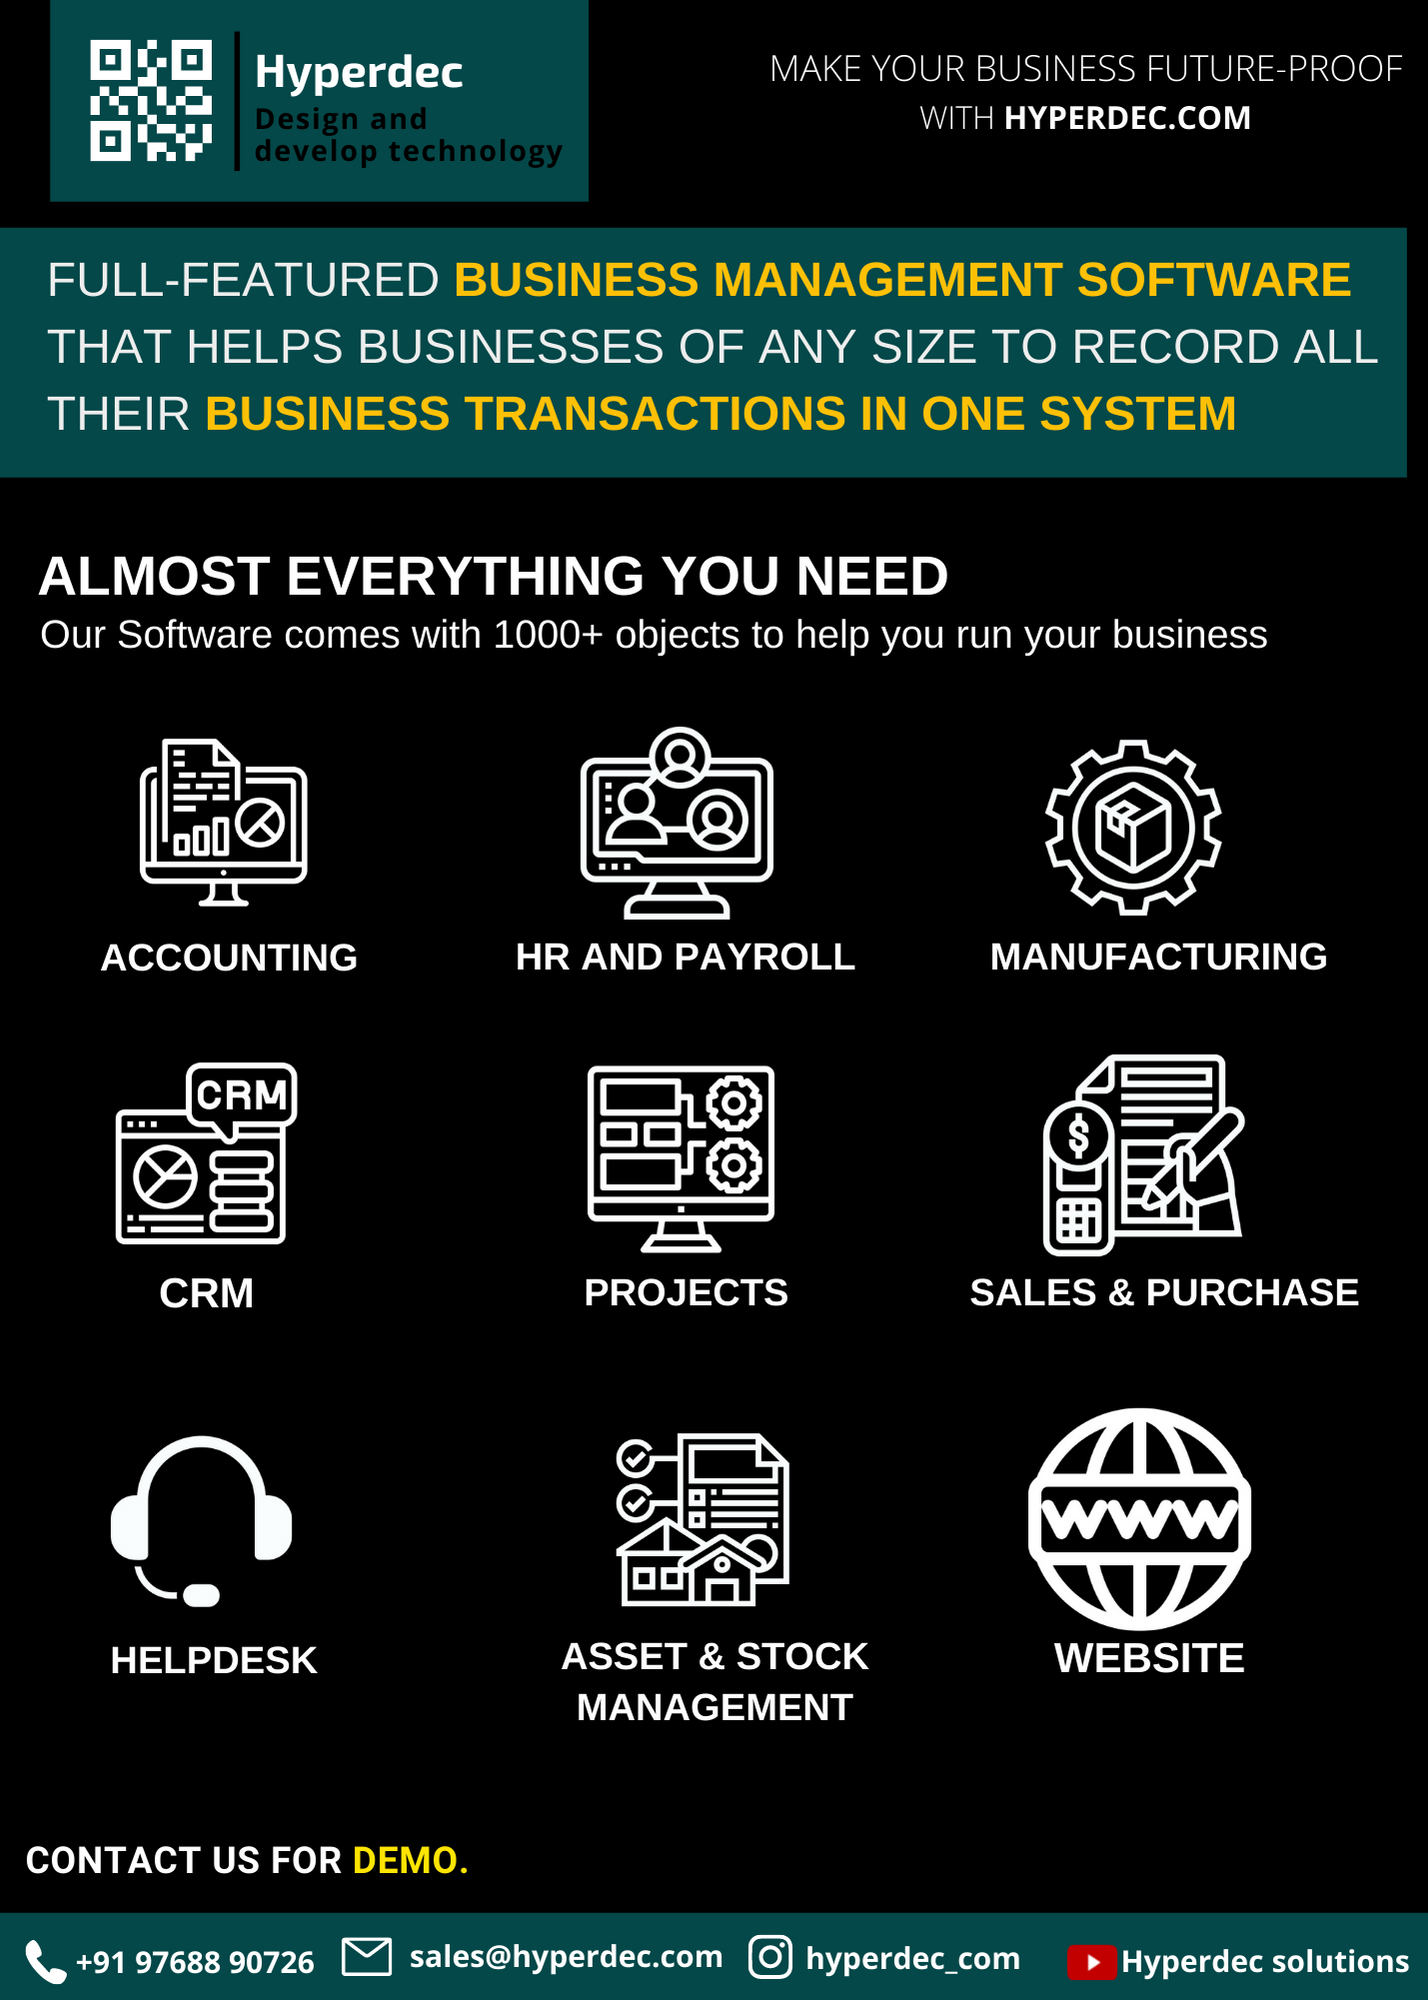 Hyperdec
Design and
develop technology
MAKE YOUR BUSINESS FUTURE-PROOF
WITH HYPERDEC.COM
FULL-FEATURED BUSINESS MANAGEMENT SOFTWARE
THAT HELPS BUSINESSES OF ANY SIZE TO RECORD ALL
THEIR BUSINESS TRANSACTIONS IN ONE SYSTEM
ALMOST EVERYTHING YOU NEED
Our Software comes with 1000+ objects to help you run your business
ACCOUNTING
HR AND PAYROLL
MANUFACTURING
CRM
$
CRM
PROJECTS
SALES & PURCHASE
www
HELPDESK
ASSET & STOCK
MANAGEMENT
WEBSITE
CONTACT US FOR DEMO.
+91 97688 90726
sales@hyperdec.com
hyperdec_com
Hyperdec solutions